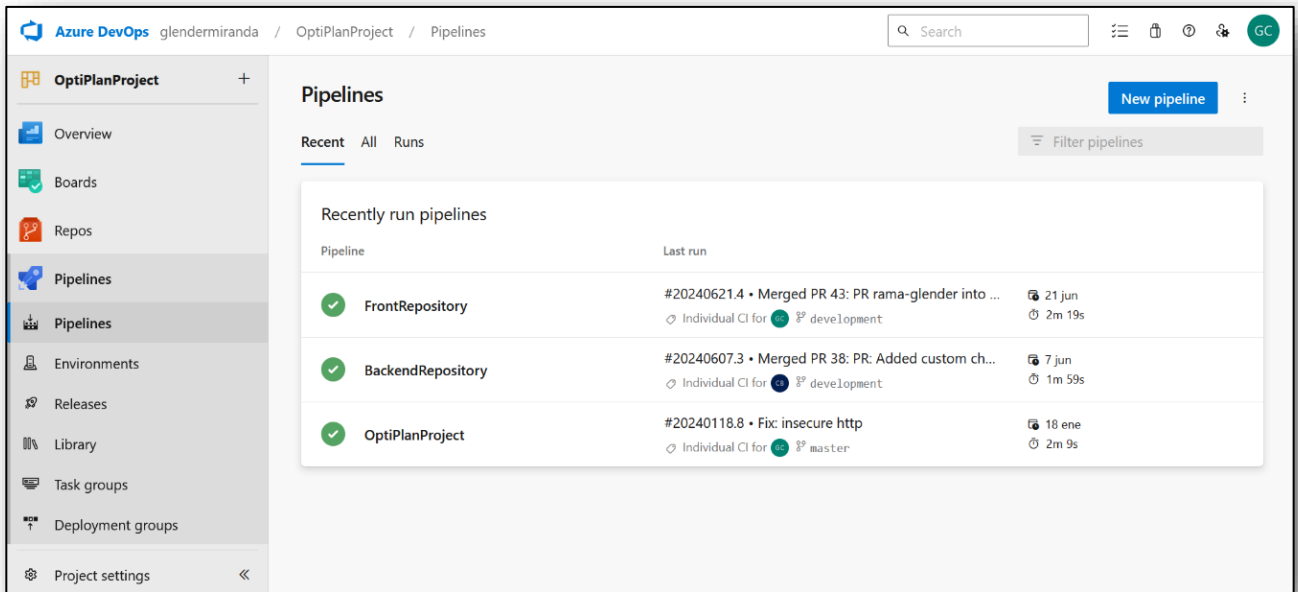 Azure DevOps glendermiranda / OptiPlanProject / Pipelines
Search
GC
OptiPlanProject
Overview
Boards
Repos
Pipelines
Pipelines
Environments
Releases
Library
Task groups
Deployment groups
Project settings
Pipelines
New pipeline
Recent All Runs
Filter pipelines
Recently run pipelines
Pipeline Last run
FrontRepository
#20240621.4 • Merged PR 43: PR rama-glender into ...
Individual CI for GC development
21 jun
2m 19s
BackendRepository
#20240607.3 • Merged PR 38: PR: Added custom ch...
Individual CI for CB development
7 jun
1m 59s
OptiPlanProject
#20240118.8 • Fix: insecure http
Individual CI for GC master
18 ene
2m 9s